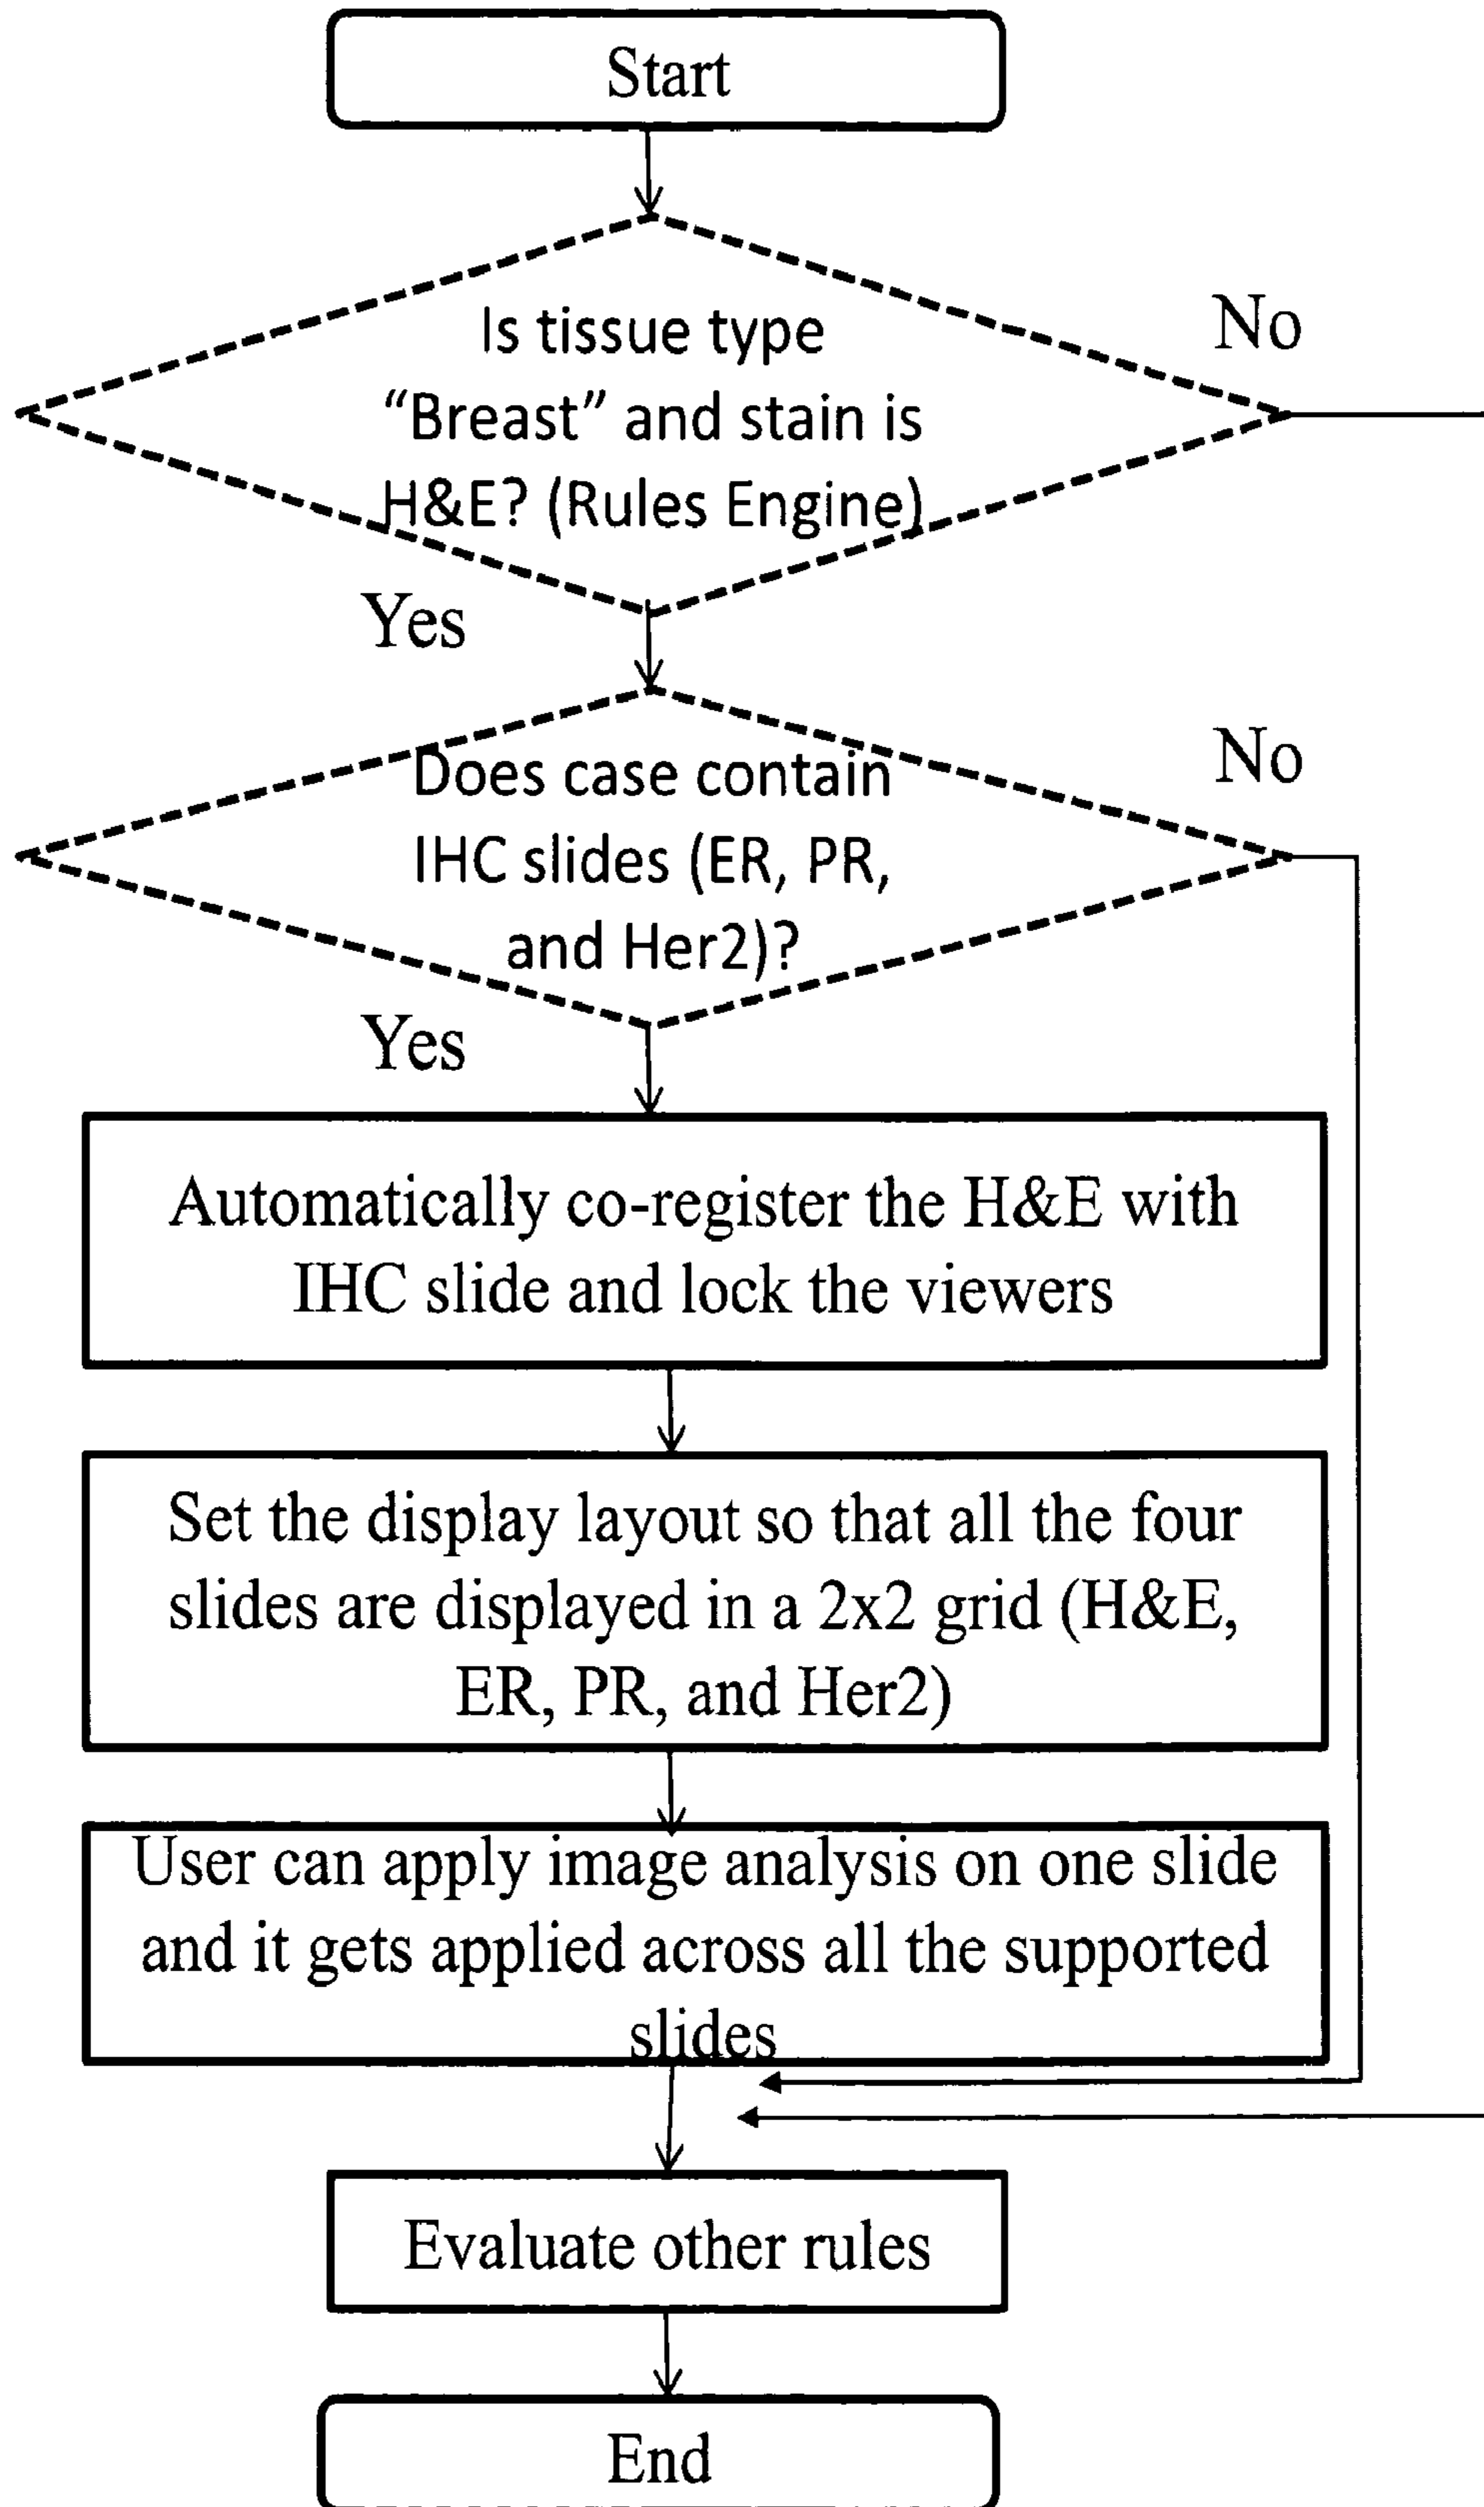 Start
Is tissue type
“Breast” and stain is
H&E? (Rules Engine)
No
Yes
Does case contain
IHC slides (ER, PR,
and Her2)?
No
Yes
Automatically co-register the H&E with
IHC slide and lock the viewers
Set the display layout so that all the four
slides are displayed in a 2x2 grid (H&E,
ER, PR, and Her2)
User can apply image analysis on one slide
and it gets applied across all the supported
slides
Evaluate other rules
End